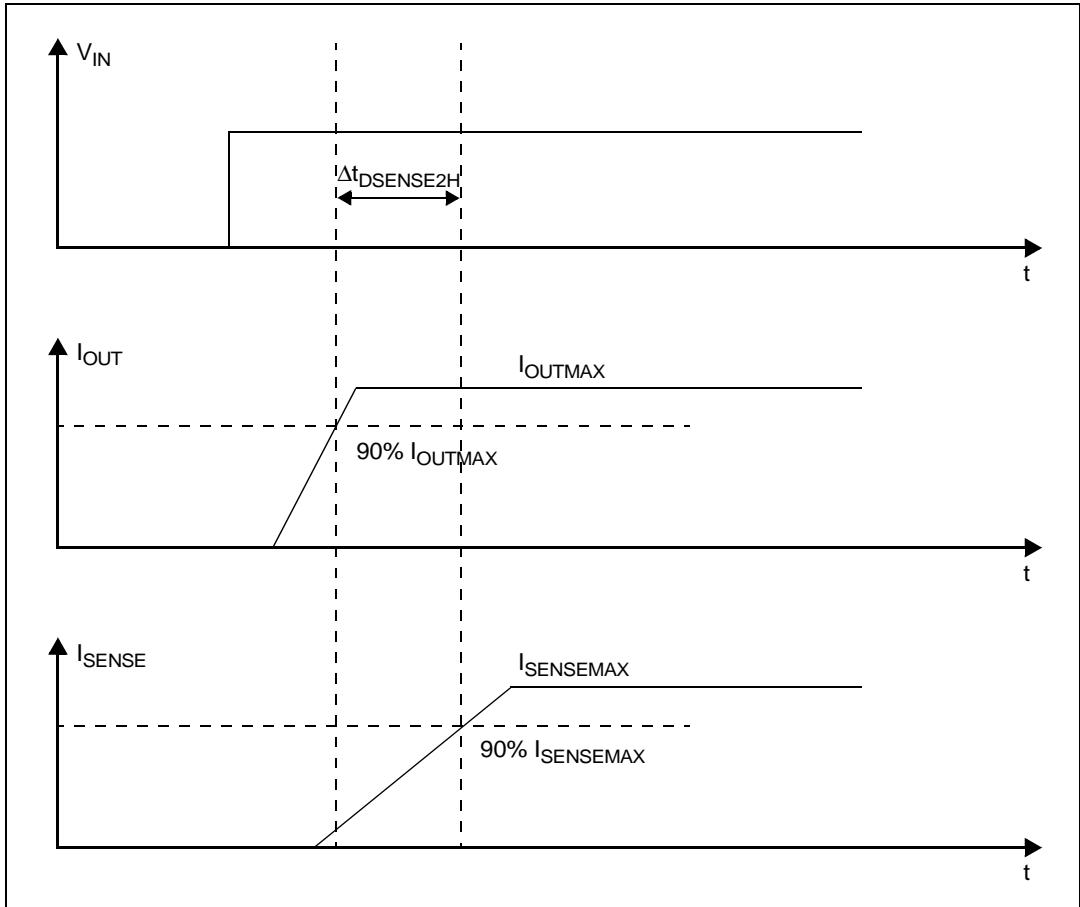 V_IN
Δt_DSENSE2H
t
I_OUT
I_OUTMAX
90% I_OUTMAX
t
I_SENSE
I_SENSEMAX
90% I_SENSEMAX
t